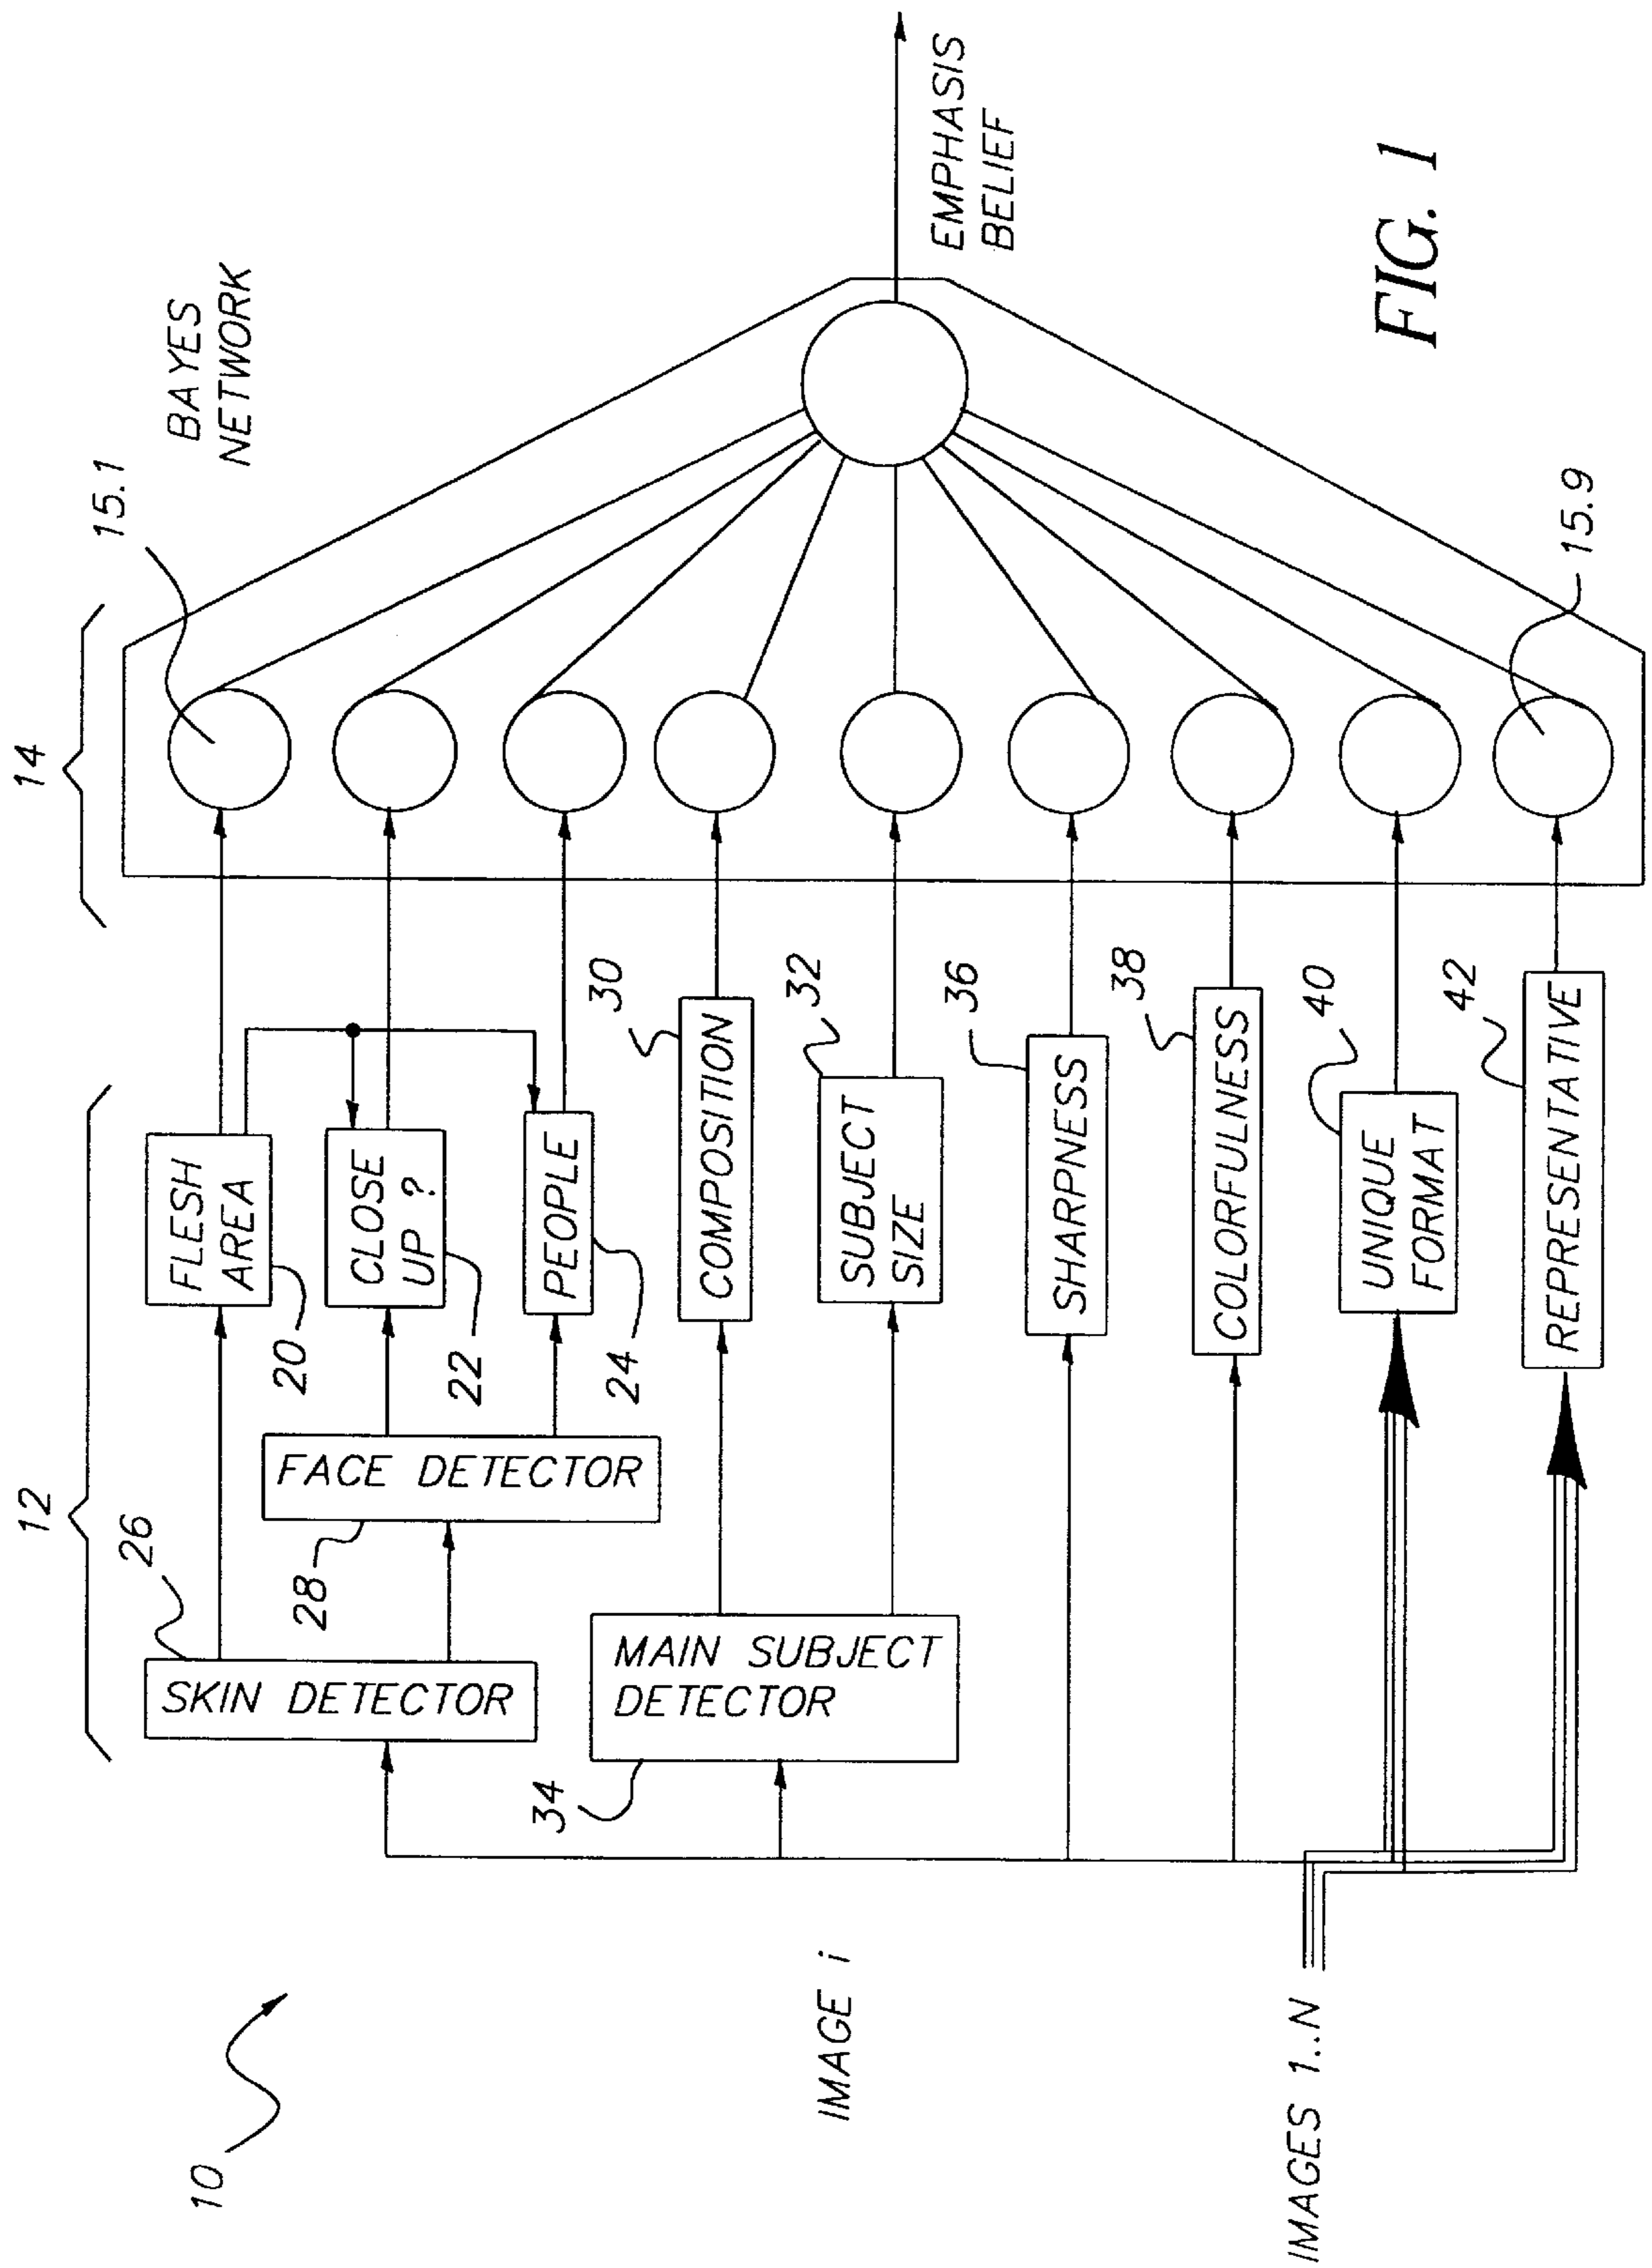 10
12
14
BAYES
NETWORK
15.1
26
SKIN DETECTOR
28
FACE DETECTOR
FLESH
AREA
20
CLOSE
UP ?
22
PEOPLE
24
34
MAIN SUBJECT
DETECTOR
COMPOSITION
30
SUBJECT
SIZE
32
IMAGE i
SHARPNESS
36
COLORFULNESS
38
EMPHASIS
BELIEF
IMAGES 1..N
UNIQUE
FORMAT
40
REPRESENTATIVE
42
15.9
FIG. 1